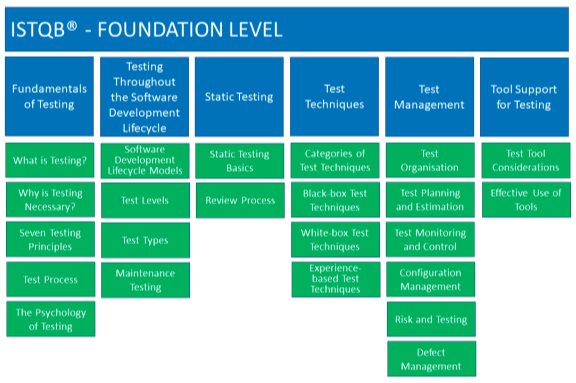 ISTQB® - FOUNDATION LEVEL
Fundamentals
of Testing
Testing
Throughout
the Software
Development
Lifecycle
Static Testing
Test
Techniques
Test
Management
Tool Support
for Testing
What is Testing?
Software
Development
Lifecycle Models
Static Testing
Basics
Categories of
Test Techniques
Test
Organisation
Test Tool
Considerations
Why is Testing
Necessary?
Test Levels
Review Process
Black-box Test
Techniques
Test Planning
and Estimation
Effective Use of
Tools
Seven Testing
Principles
Test Types
White-box Test
Techniques
Test Monitoring
and Control
Test Process
Maintenance
Testing
Experience-
based Test
Techniques
Configuration
Management
The Psychology
of Testing
Risk and Testing
Defect
Management